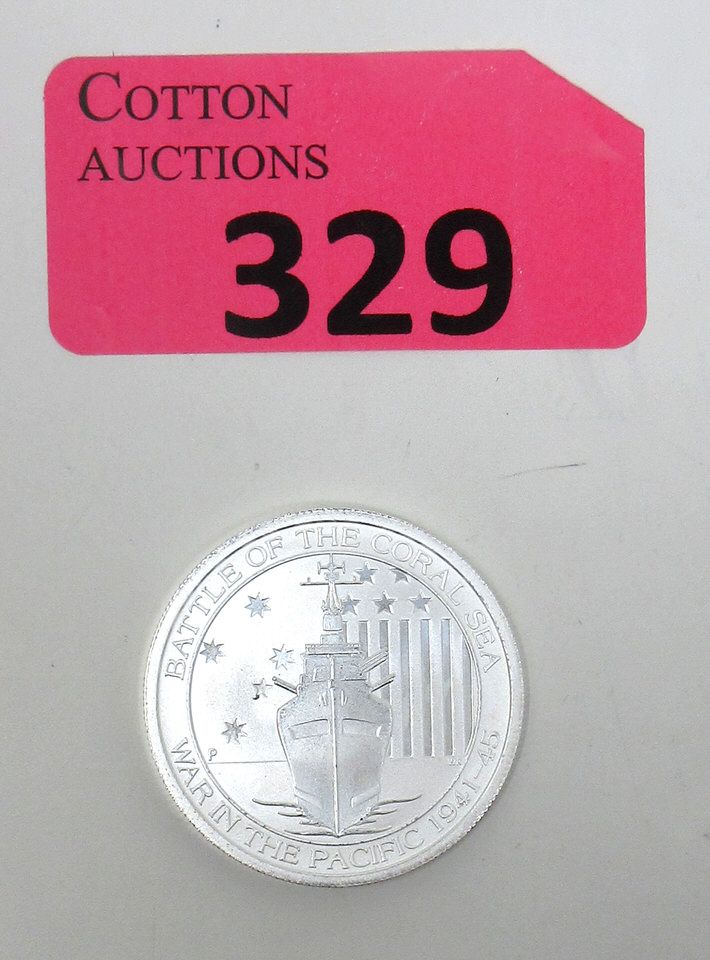 COTTON
AUCTIONS
329
BATTLE OF THE CORAL SEA
P
WAR IN THE PACIFIC 1941-45